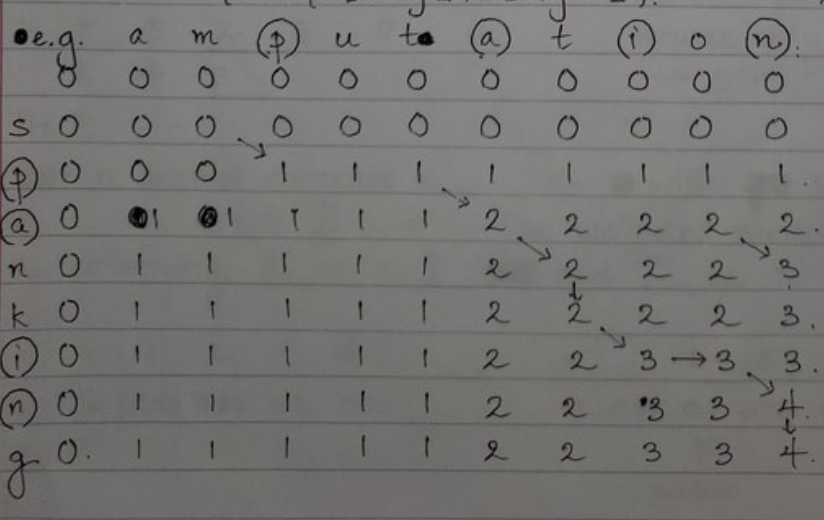 e.g. a m p u t a t i o n.
0 0 0 0 0 0 0 0 0 0 0
s 0 0 0 0 0 0 0 0 0 0 0
p 0 0 0 1 1 1 1 1 1 1 1.
a 0 1 1 1 1 1 2 2 2 2 2.
n 0 1 1 1 1 1 2 2 2 2 3
k 0 1 1 1 1 1 2 2 2 2 3.
i 0 1 1 1 1 1 2 2 3 → 3 3.
n 0 1 1 1 1 1 2 2 3 3 4.
g 0. 1 1 1 1 1 2 2 3 3 4.